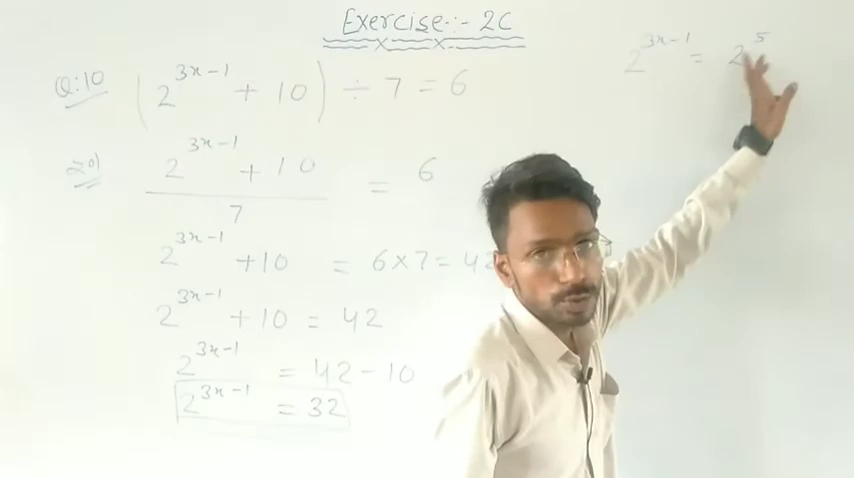 Exercise:- 2C
Q:10 (2^{3x-1} + 10) ÷ 7 = 6
\frac{2^{3x-1} + 10}{7} = 6
2^{3x-1} + 10 = 6 × 7 = 42
2^{3x-1} + 10 = 42
2^{3x-1} = 42 - 10
2^{3x-1} = 32
2^{3x-1} = 2^5